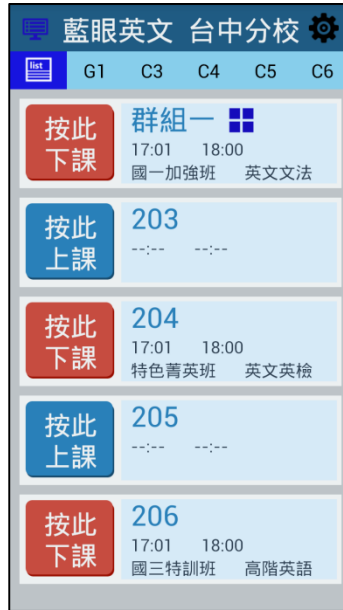 藍眼英文 台中分校
list G1 C3 C4 C5 C6
按此
下課
群組一
17:01 18:00
國一加強班 英文文法
按此
上課
203
--:-- --:--
按此
下課
204
17:01 18:00
特色菁英班 英文英檢
按此
上課
205
--:-- --:--
按此
下課
206
17:01 18:00
國三特訓班 高階英語